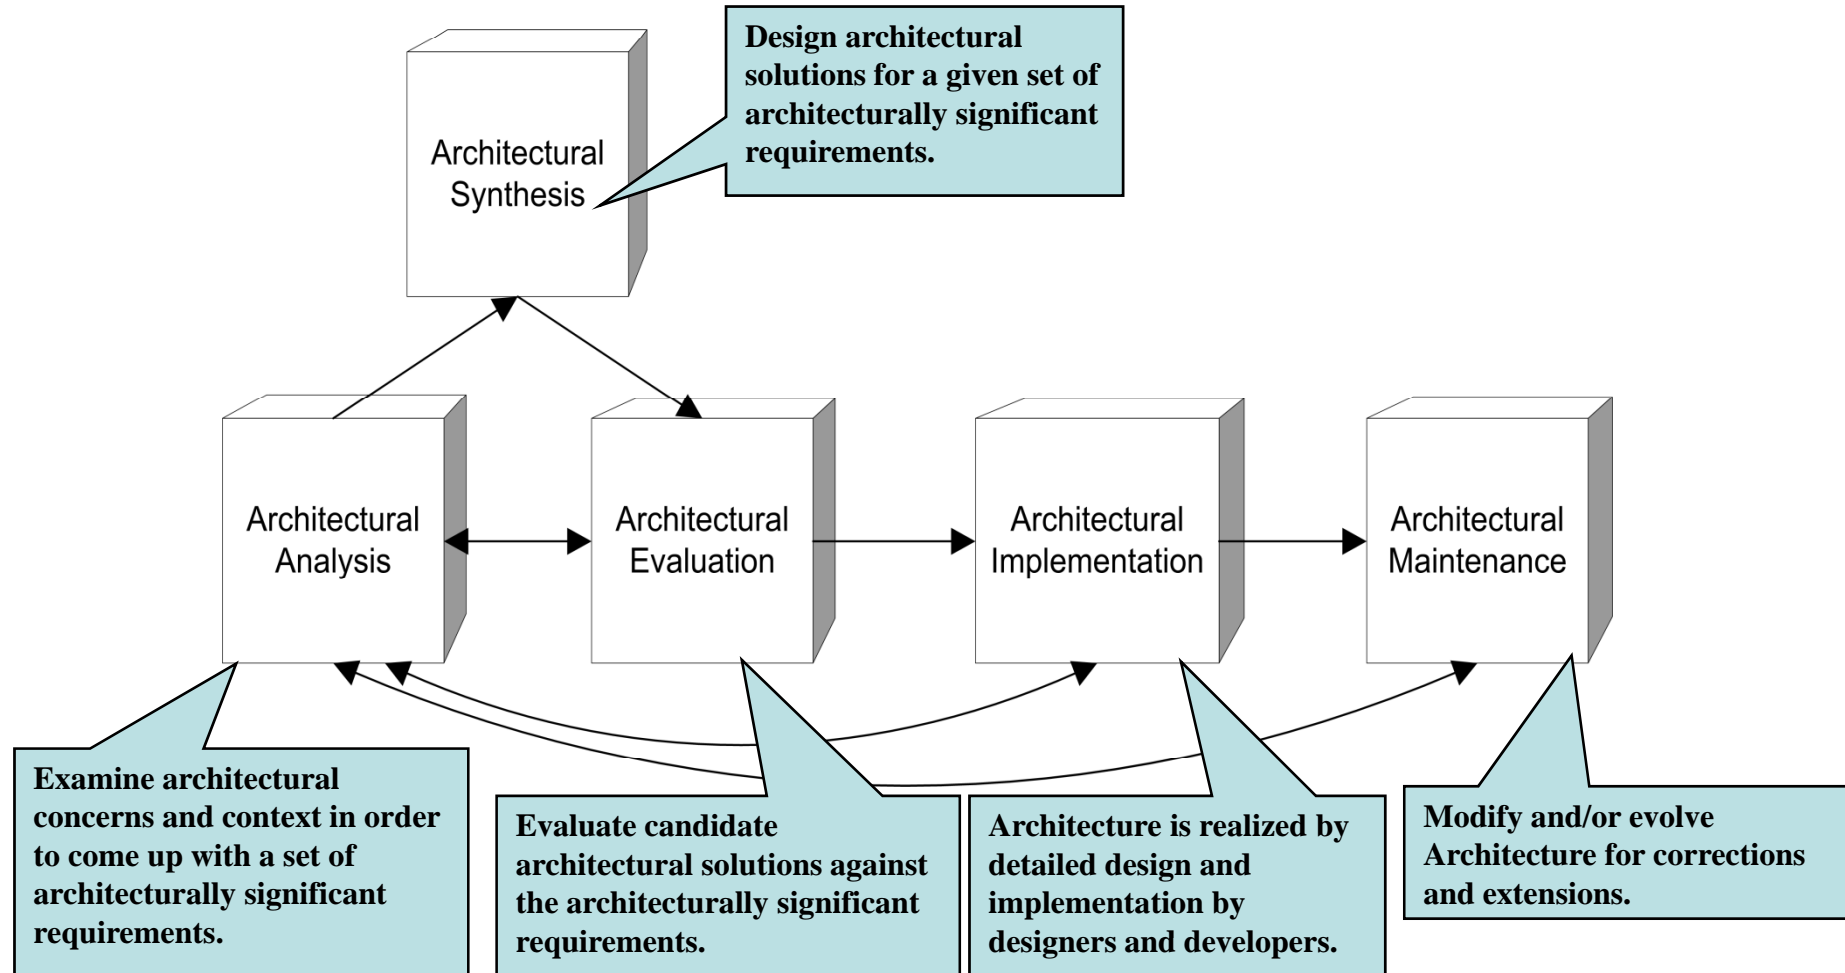 Design architectural
solutions for a given set of
architecturally significant
requirements.
Architectural
Synthesis
Architectural
Analysis
Architectural
Evaluation
Architectural
Implementation
Architectural
Maintenance
Examine architectural
concerns and context in order
to come up with a set of
architecturally significant
requirements.
Evaluate candidate
architectural solutions against
the architecturally significant
requirements.
Architecture is realized by
detailed design and
implementation by
designers and developers.
Modify and/or evolve
Architecture for corrections
and extensions.